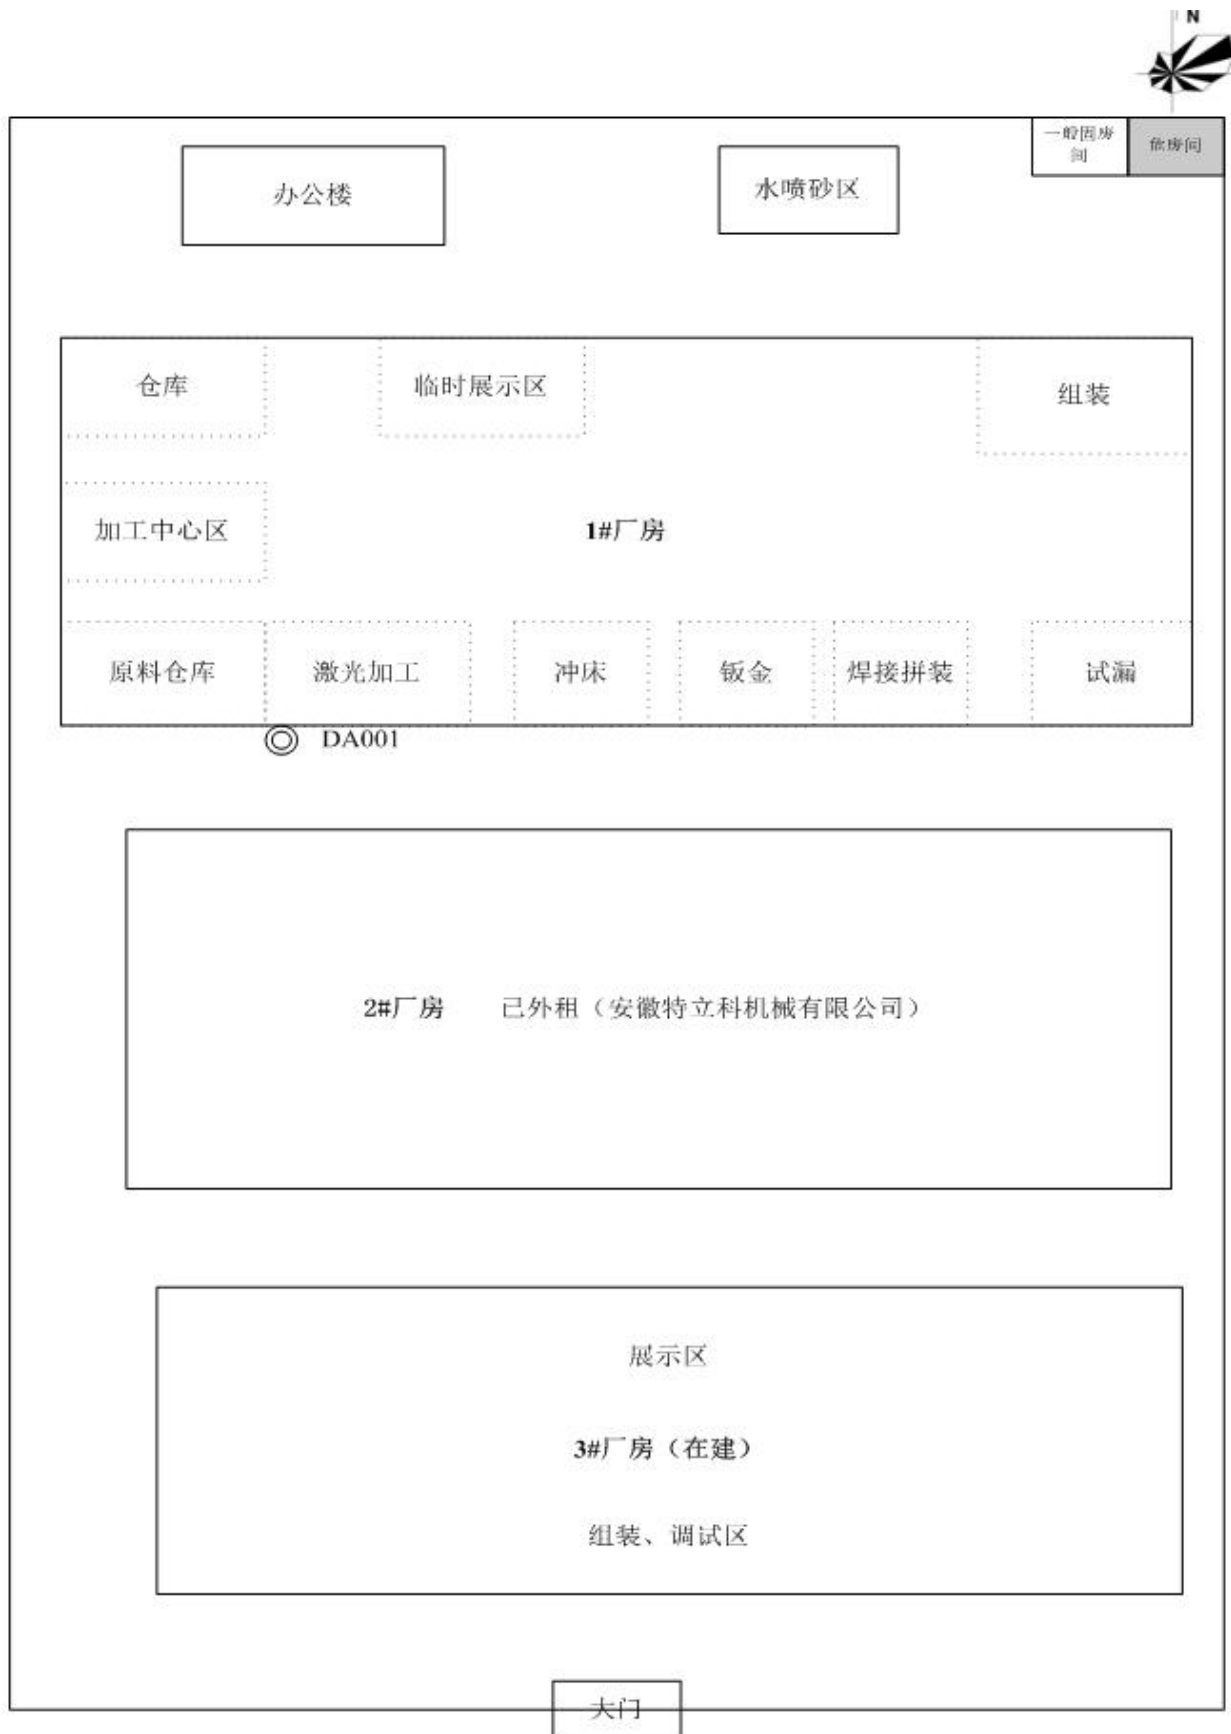 N
一般固废
间
危废间
办公楼
水喷砂区
仓库
临时展示区
组装
加工中心区
1#厂房
原料仓库
激光加工
冲床
钣金
焊接拼装
试漏
DA001
2#厂房 已外租（安徽特立科机械有限公司）
展示区
3#厂房（在建）
组装、调试区
大门